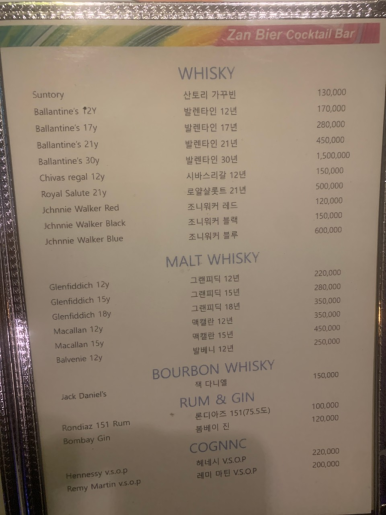 Zan Bier Cocktail Bar
WHISKY
Suntory 산토리 가꾸빈 130,000
Ballantine's 12Y 발렌타인 12년 170,000
Ballantine's 17y 발렌타인 17년 280,000
Ballantine's 21y 발렌타인 21년 450,000
Ballantine's 30y 발렌타인 30년 1,500,000
Chivas regal 12y 시바스리갈 12년 150,000
Royal Salute 21y 로얄살룻트 21년 500,000
Jchnnie Walker Red 조니워커 레드 120,000
Jchnnie Walker Black 조니워커 블랙 150,000
Jchnnie Walker Blue 조니워커 블루 600,000
MALT WHISKY
Glenfiddich 12y 그랜피딕 12년 220,000
Glenfiddich 15y 그랜피딕 15년 280,000
Glenfiddich 18y 그랜피딕 18년 350,000
Macallan 12y 맥캘란 12년 350,000
Macallan 15y 맥캘란 15년 450,000
Balvenie 12y 발베니 12년 250,000
BOURBON WHISKY
Jack Daniel's 잭 다니엘 150,000
RUM & GIN
Rondiaz 151 Rum 론디아즈 151(75.5도) 100,000
Bombay Gin 봄베이 진 120,000
COGNNC
Hennessy v.s.o.p 헤네시 V.S.O.P 220,000
Remy Martin v.s.o.p 레미 마틴 V.S.O.P 200,000